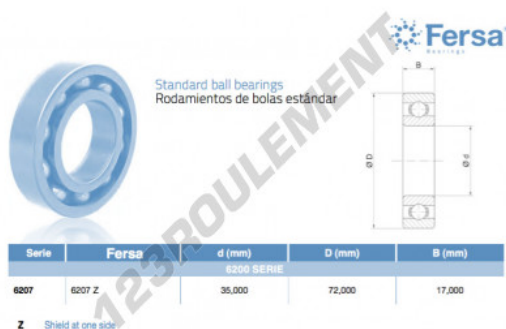 Fersa
Bearings
Standard ball bearings
Rodamientos de bolas estándar
B
Ø D
Ø d
Serie Fersa d (mm) D (mm) B (mm)
6200 SERIE
6207 6207 Z 35,000 72,000 17,000
Z Shield at one side
123ROULEMENT